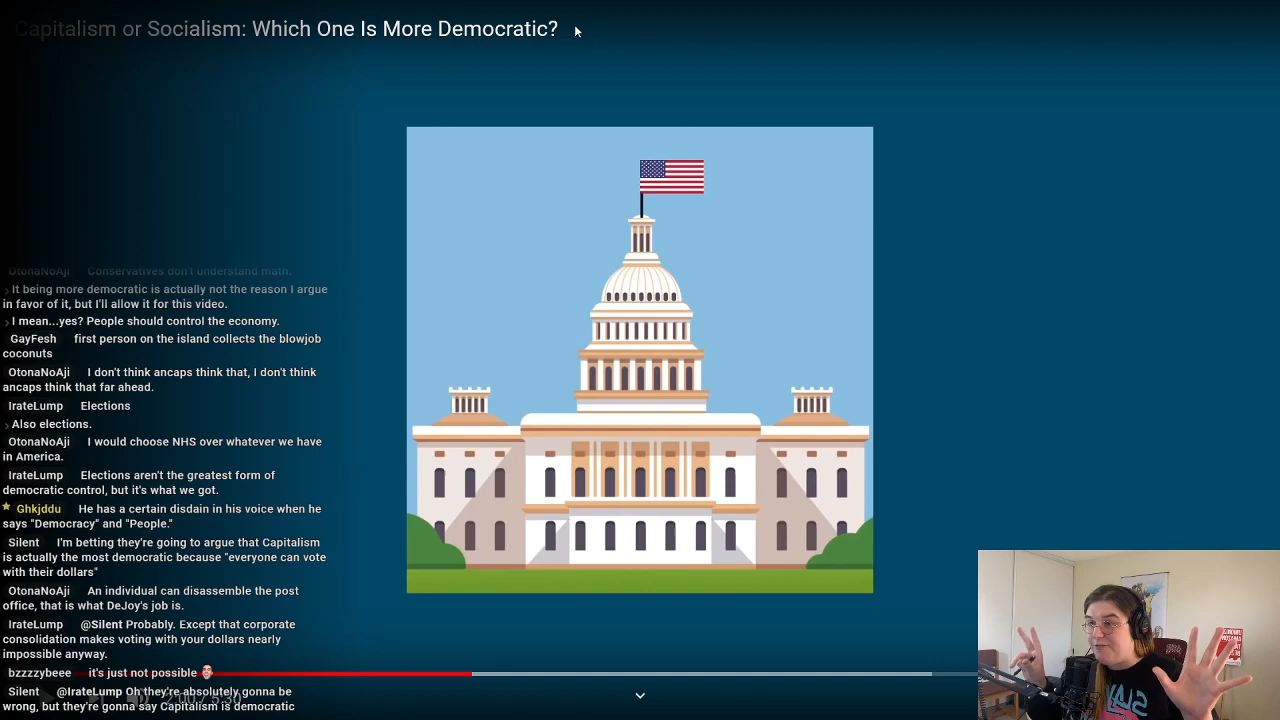 Capitalism or Socialism: Which One Is More Democratic?
OtonaNoAji Conservatives don't understand math.
It being more democratic is actually not the reason I argue
in favor of it, but I'll allow it for this video.
I mean...yes? People should control the economy.
GayFesh first person on the island collects the blowjob
coconuts
OtonaNoAji I don't think ancaps think that, I don't think
ancaps think that far ahead.
IrateLump Elections
Also elections.
OtonaNoAji I would choose NHS over whatever we have
in America.
IrateLump Elections aren't the greatest form of
democratic control, but it's what we got.
Ghkjddu He has a certain disdain in his voice when he
says "Democracy" and "People."
Silent I'm betting they're going to argue that Capitalism
is actually the most democratic because "everyone can vote
with their dollars"
OtonaNoAji An individual can disassemble the post
office, that is what DeJoy's job is.
IrateLump @Silent Probably. Except that corporate
consolidation makes voting with your dollars nearly
impossible anyway.
bzzzzybeee it's just not possible
Silent @IrateLump Oh they're absolutely gonna be
wrong, but they're gonna say Capitalism is democratic
2:00 / 5:30
SLAY